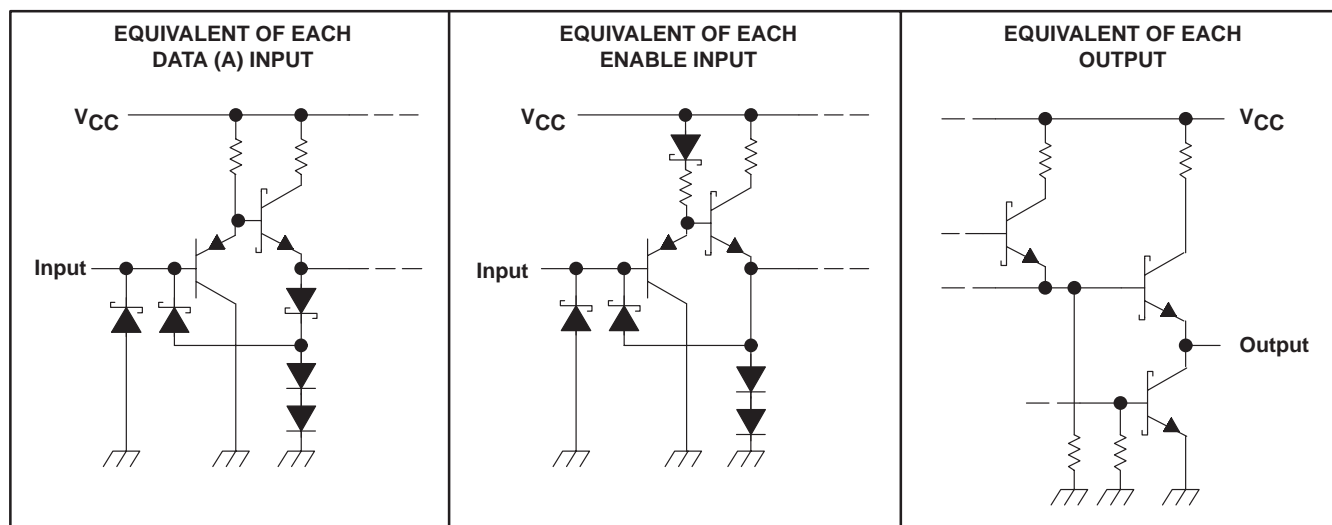 EQUIVALENT OF EACH
DATA (A) INPUT
VCC
Input
EQUIVALENT OF EACH
ENABLE INPUT
VCC
Input
EQUIVALENT OF EACH
OUTPUT
VCC
Output